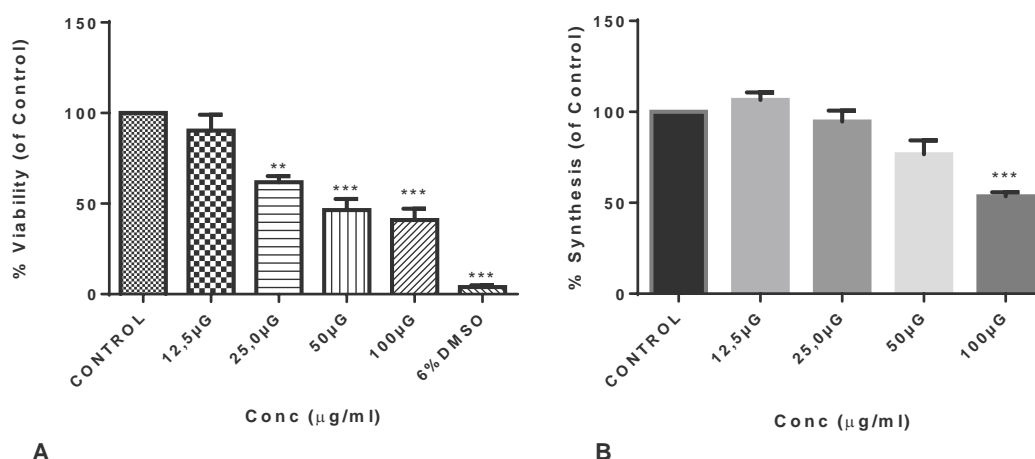 % Viability (of Control)
150
100
50
0
**
***
***
***
CONTROL
12,5µG
25,0µG
50µG
100µG
6%DMSO
Conc (µg/ml)
A
% Synthesis (of Control)
150
100
50
0
***
CONTROL
12,5µG
25,0µG
50µG
100µG
Conc (µg/ml)
B